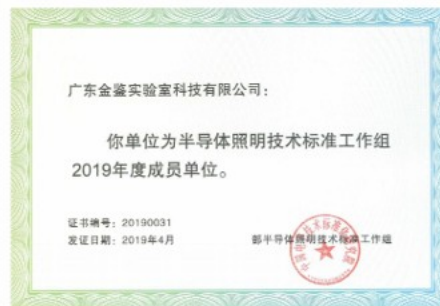 广东金鉴实验室科技有限公司：
你单位为半导体照明技术标准工作组
2019年度成员单位。
证书编号：20190031
发证日期：2019年4月
部半导体照明技术标准工作组